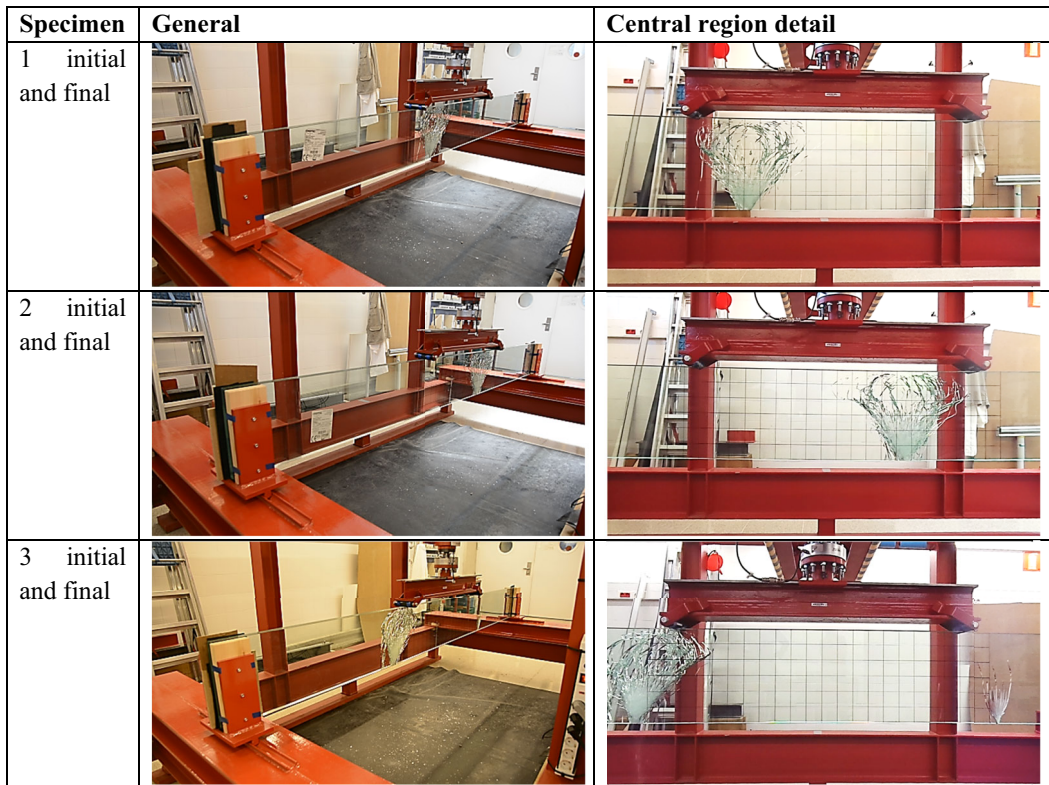 Specimen General Central region detail
1 initial
and final
2 initial
and final
3 initial
and final